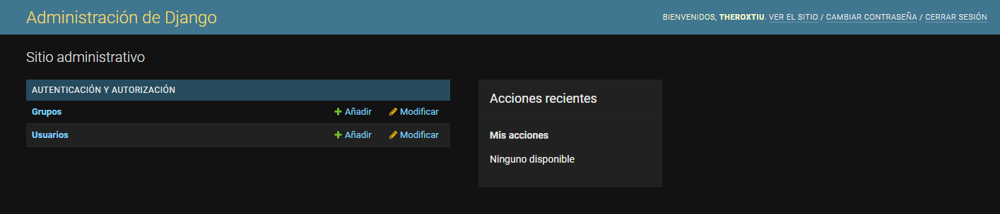 Administración de Django
BIENVENIDOS, THEROXTIU. VER EL SITIO / CAMBIAR CONTRASEÑA / CERRAR SESIÓN
Sitio administrativo
AUTENTICACIÓN Y AUTORIZACIÓN
Grupos Añadir Modificar
Usuarios Añadir Modificar
Acciones recientes
Mis acciones
Ninguno disponible